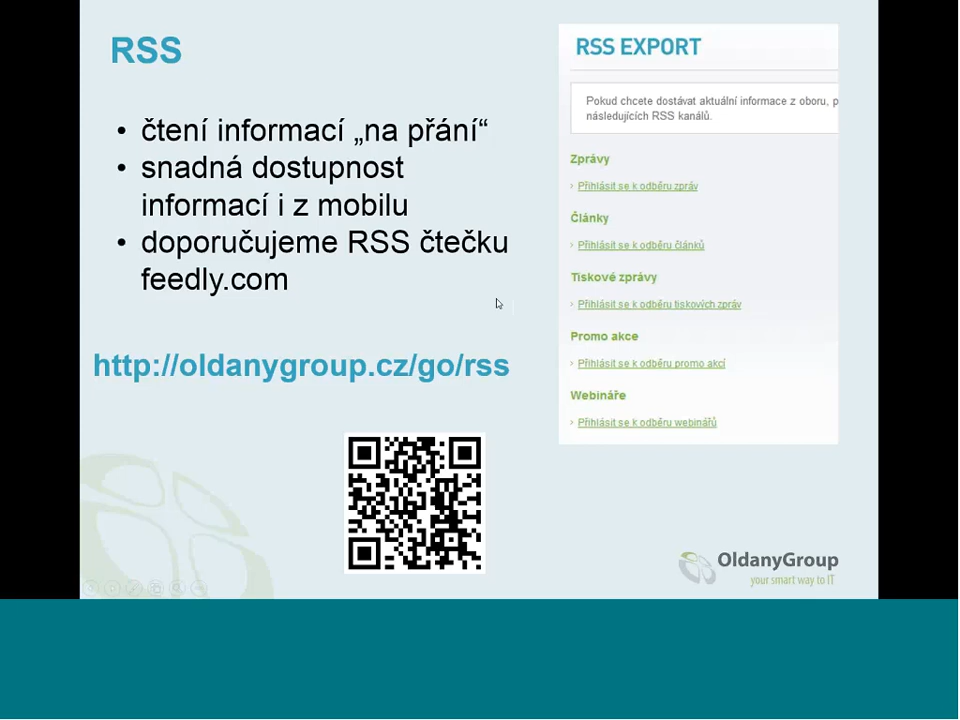 RSS
• čtení informací „na přání“
• snadná dostupnost
informací i z mobilu
• doporučujeme RSS čtečku
feedly.com
http://oldanygroup.cz/go/rss
RSS EXPORT
Pokud chcete dostávat aktuální informace z oboru, p
následujících RSS kanálů.
Zprávy
› Přihlásit se k odběru zpráv
Články
› Přihlásit se k odběru článků
Tiskové zprávy
› Přihlásit se k odběru tiskových zpráv
Promo akce
› Přihlásit se k odběru promo akcí
Webináře
› Přihlásit se k odběru webinářů
OldanyGroup
your smart way to IT